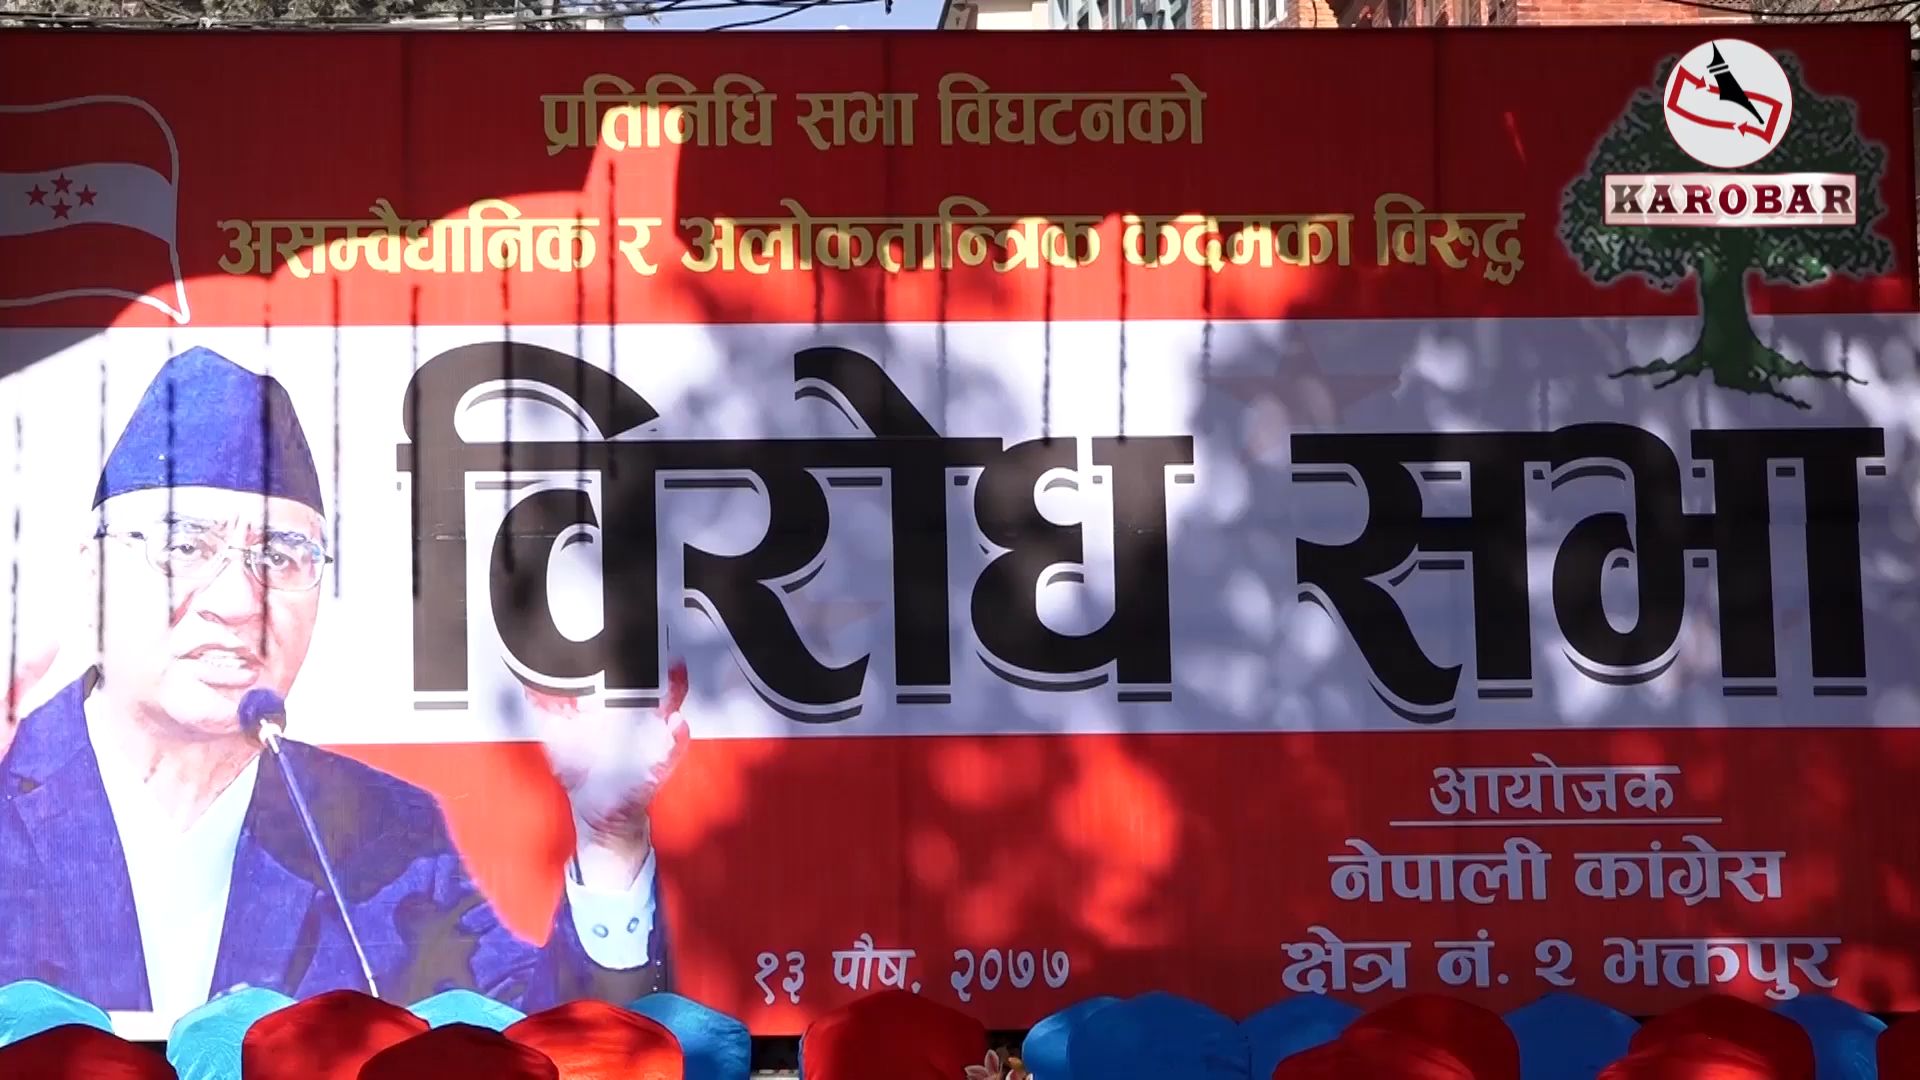 प्रतिनिधि सभा विघटनको
असम्वैधानिक र अलोकतान्त्रिक कदमका विरुद्ध
KAROBAR
विरोध सभा
आयोजक
नेपाली कांग्रेस
क्षेत्र नं. २ भक्तपुर
१३ पौष, २०७७